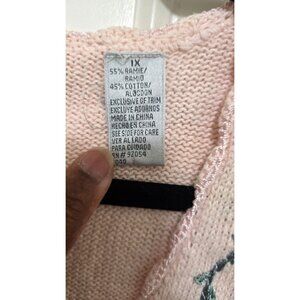 1X
55% RAMIE/
RAMIO
45% COTTON/
ALGODON
EXCLUSIVE OF TRIM
EXCLUYE ADORNOS
MADE IN CHINA
HECHO EN CHINA
SEE SIDE FOR CARE
VER AL LADO
PARA CUIDADO
RN# 92054